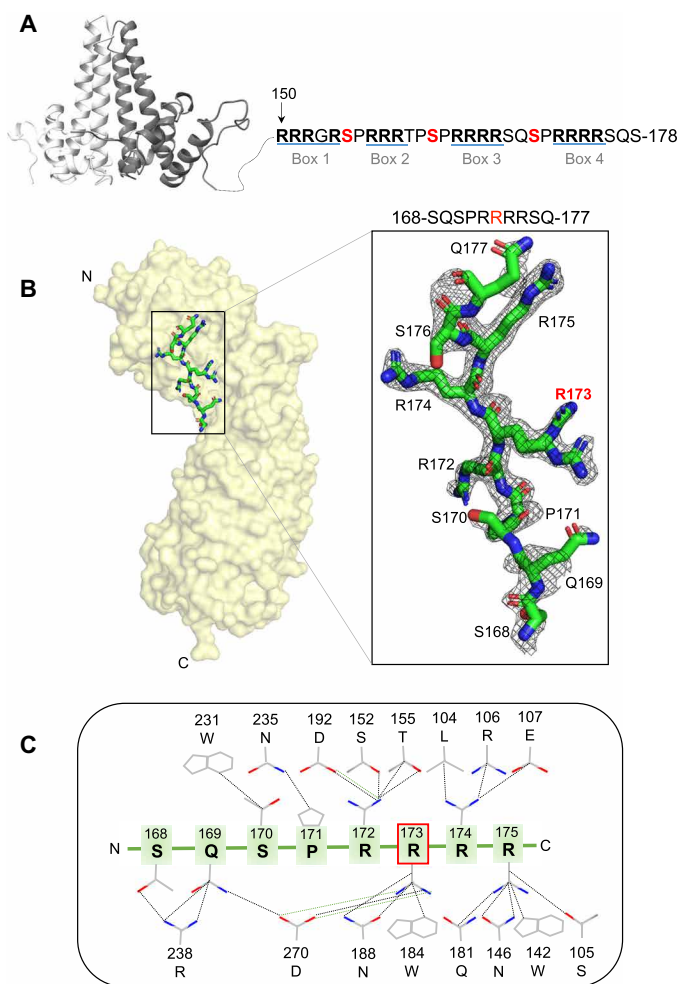 A
150
RRRGRSPRRRTPSPRRRRSQSPRRRRSQS-178
Box 1 Box 2 Box 3 Box 4
168-SQSPRRRRSQ-177
B
N
Q177
R175
S176
R174
R173
R172
S170
P171
Q169
S168
C
C
231 235 192 152 155 104 106 107
W N D S T L R E
168 169 170 171 172 173 174 175
N S Q S P R R R R C
238 270 188 184 181 146 142 105
R D N W Q N W S